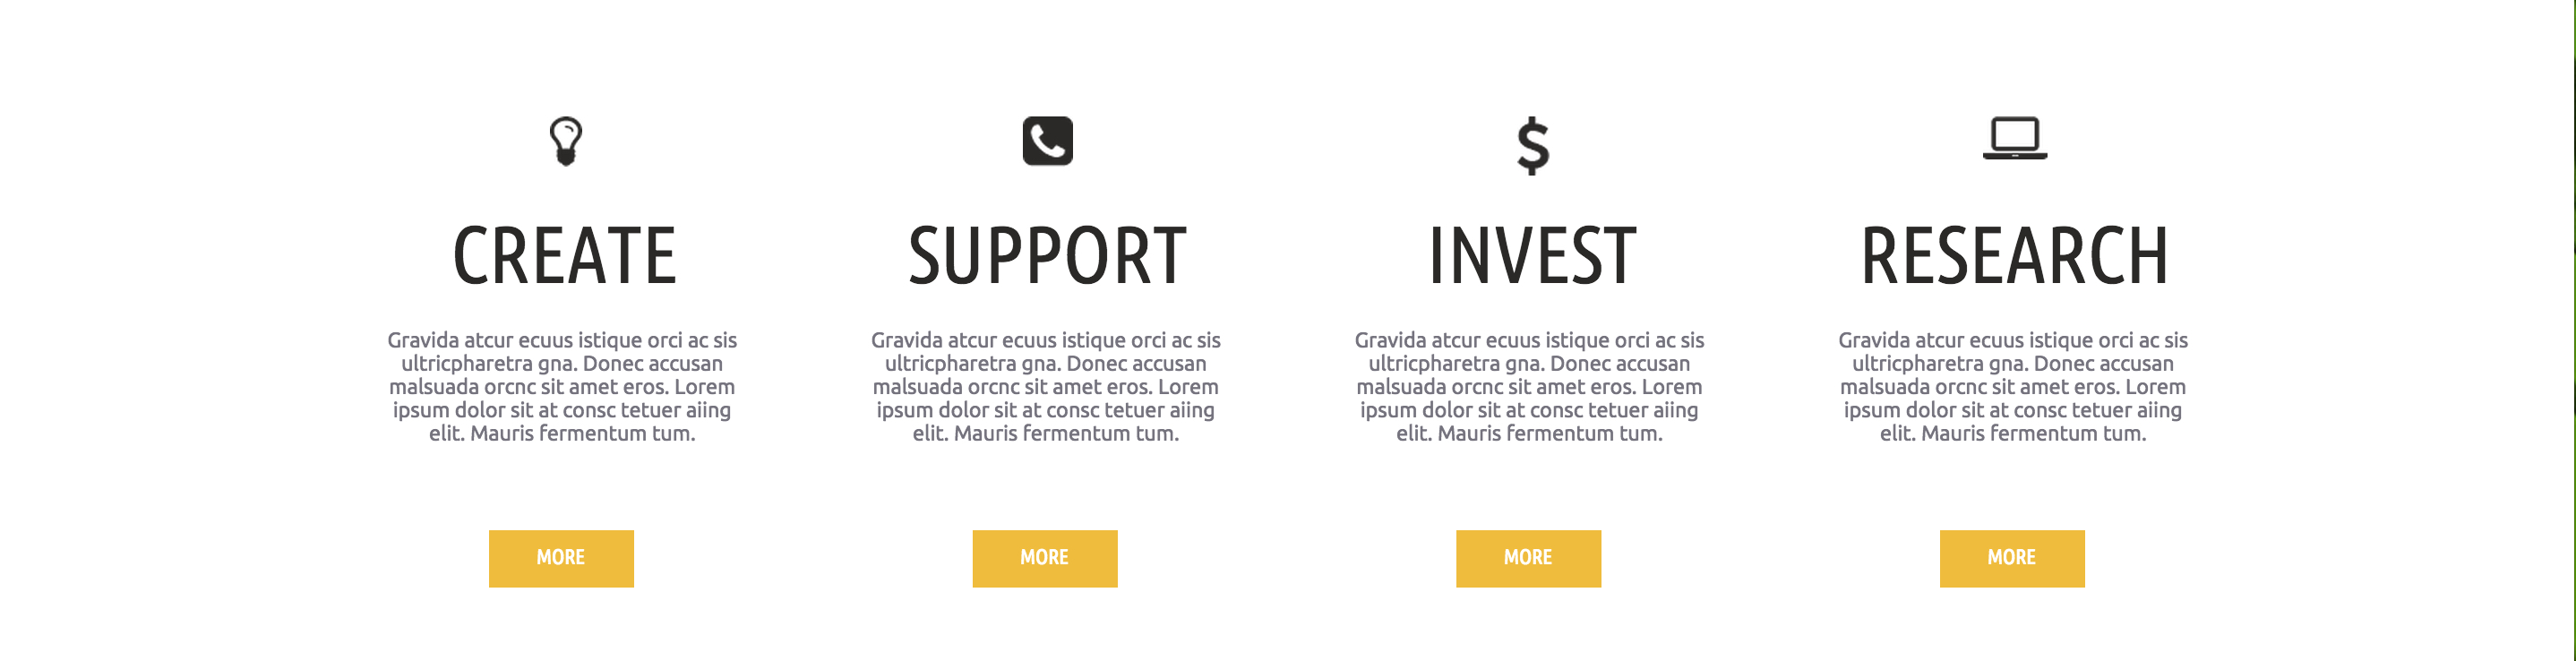 CREATE
Gravida atcur ecuus istique orci ac sis
ultricpharetra gna. Donec accusan
malsuada orcnc sit amet eros. Lorem
ipsum dolor sit at consc tetuer aiing
elit. Mauris fermentum tum.
MORE
SUPPORT
Gravida atcur ecuus istique orci ac sis
ultricpharetra gna. Donec accusan
malsuada orcnc sit amet eros. Lorem
ipsum dolor sit at consc tetuer aiing
elit. Mauris fermentum tum.
MORE
INVEST
Gravida atcur ecuus istique orci ac sis
ultricpharetra gna. Donec accusan
malsuada orcnc sit amet eros. Lorem
ipsum dolor sit at consc tetuer aiing
elit. Mauris fermentum tum.
MORE
RESEARCH
Gravida atcur ecuus istique orci ac sis
ultricpharetra gna. Donec accusan
malsuada orcnc sit amet eros. Lorem
ipsum dolor sit at consc tetuer aiing
elit. Mauris fermentum tum.
MORE